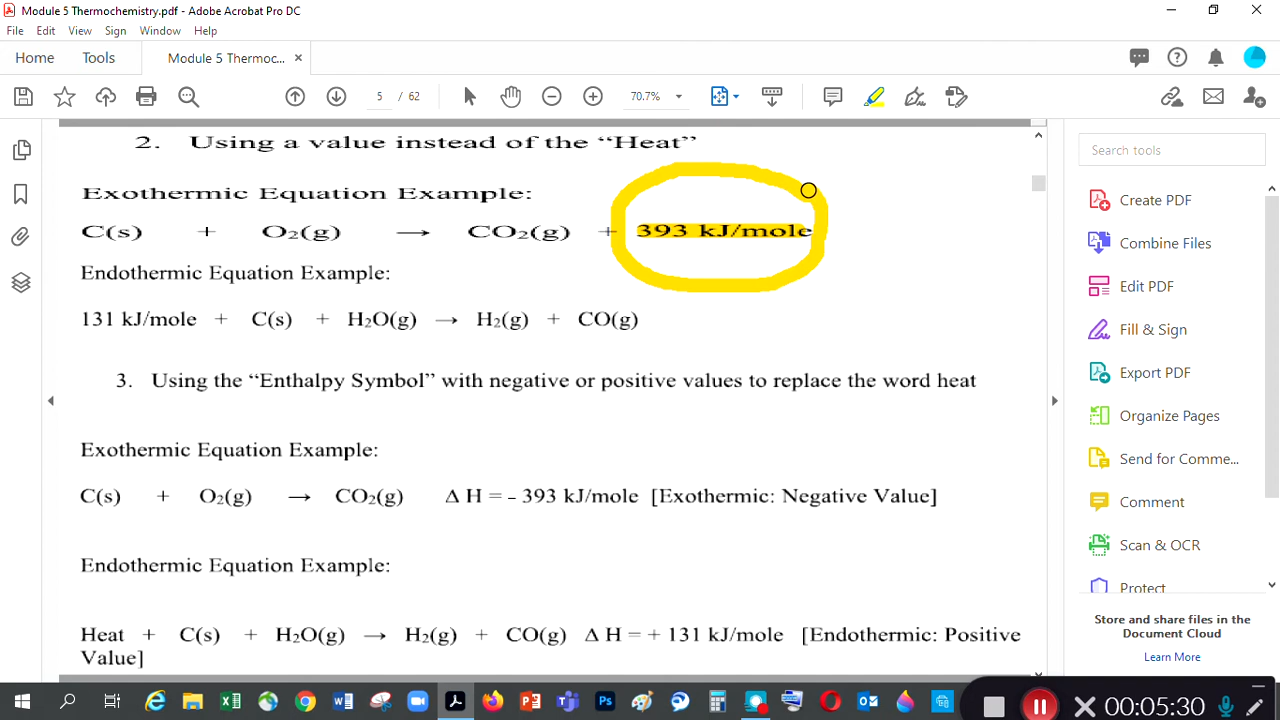 Module 5 Thermochemistry.pdf - Adobe Acrobat Pro DC
File Edit View Sign Window Help
Home Tools Module 5 Thermoc... ×
5 / 62 70.7%
2. Using a value instead of the “Heat”
Exothermic Equation Example:
C(s) + O2(g) → CO2(g) + 393 kJ/mole
Endothermic Equation Example:
131 kJ/mole + C(s) + H2O(g) → H2(g) + CO(g)
3. Using the “Enthalpy Symbol” with negative or positive values to replace the word heat
Exothermic Equation Example:
C(s) + O2(g) → CO2(g) Δ H = – 393 kJ/mole [Exothermic: Negative Value]
Endothermic Equation Example:
Heat + C(s) + H2O(g) → H2(g) + CO(g) Δ H = + 131 kJ/mole [Endothermic: Positive
Value]
Search tools
Create PDF
Combine Files
Edit PDF
Fill & Sign
Export PDF
Organize Pages
Send for Comme...
Comment
Scan & OCR
Protect
Store and share files in the
Document Cloud
Learn More
00:05:30